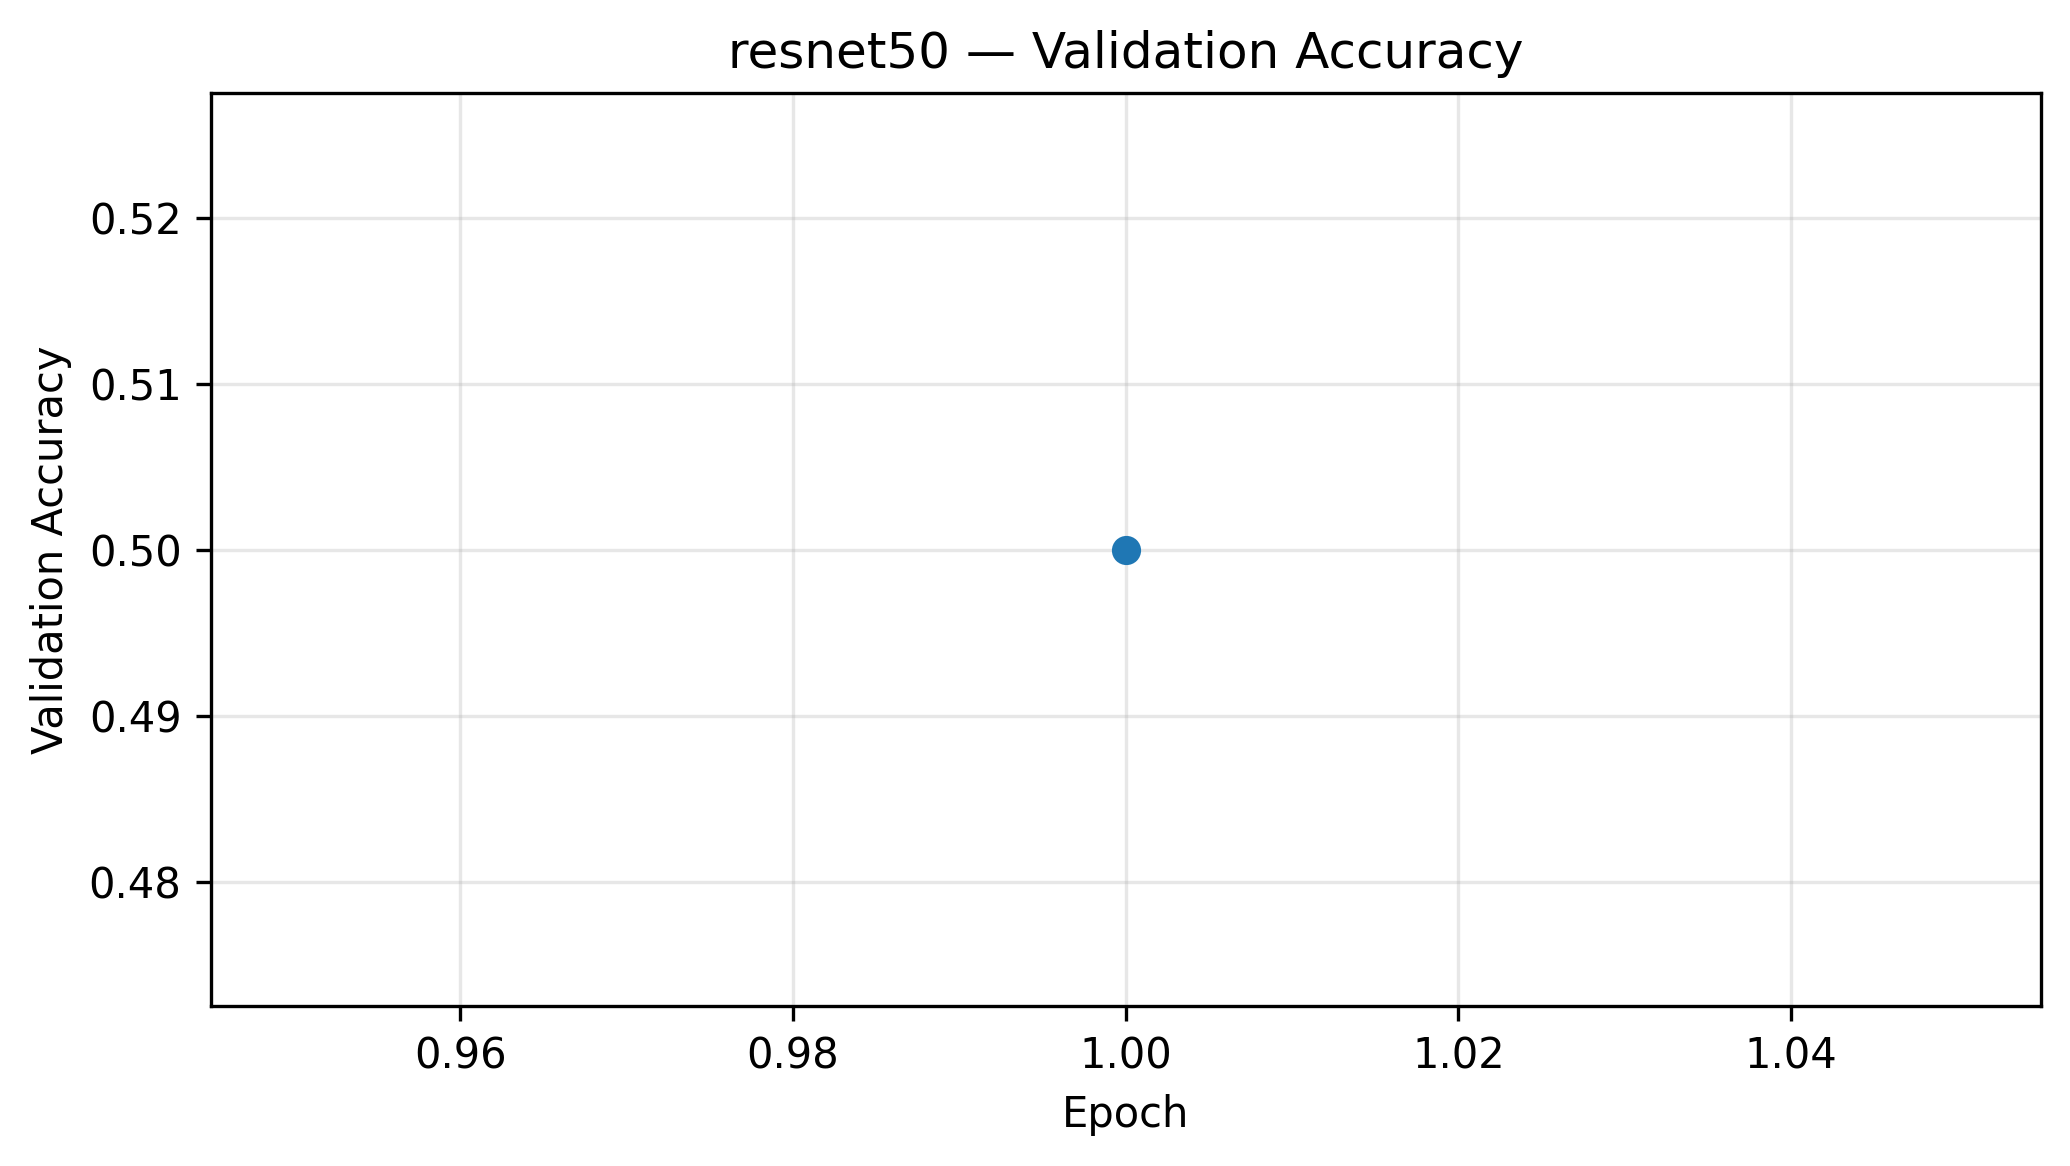 resnet50 — Validation Accuracy
Validation Accuracy
0.52
0.51
0.50
0.49
0.48
0.96 0.98 1.00 1.02 1.04
Epoch